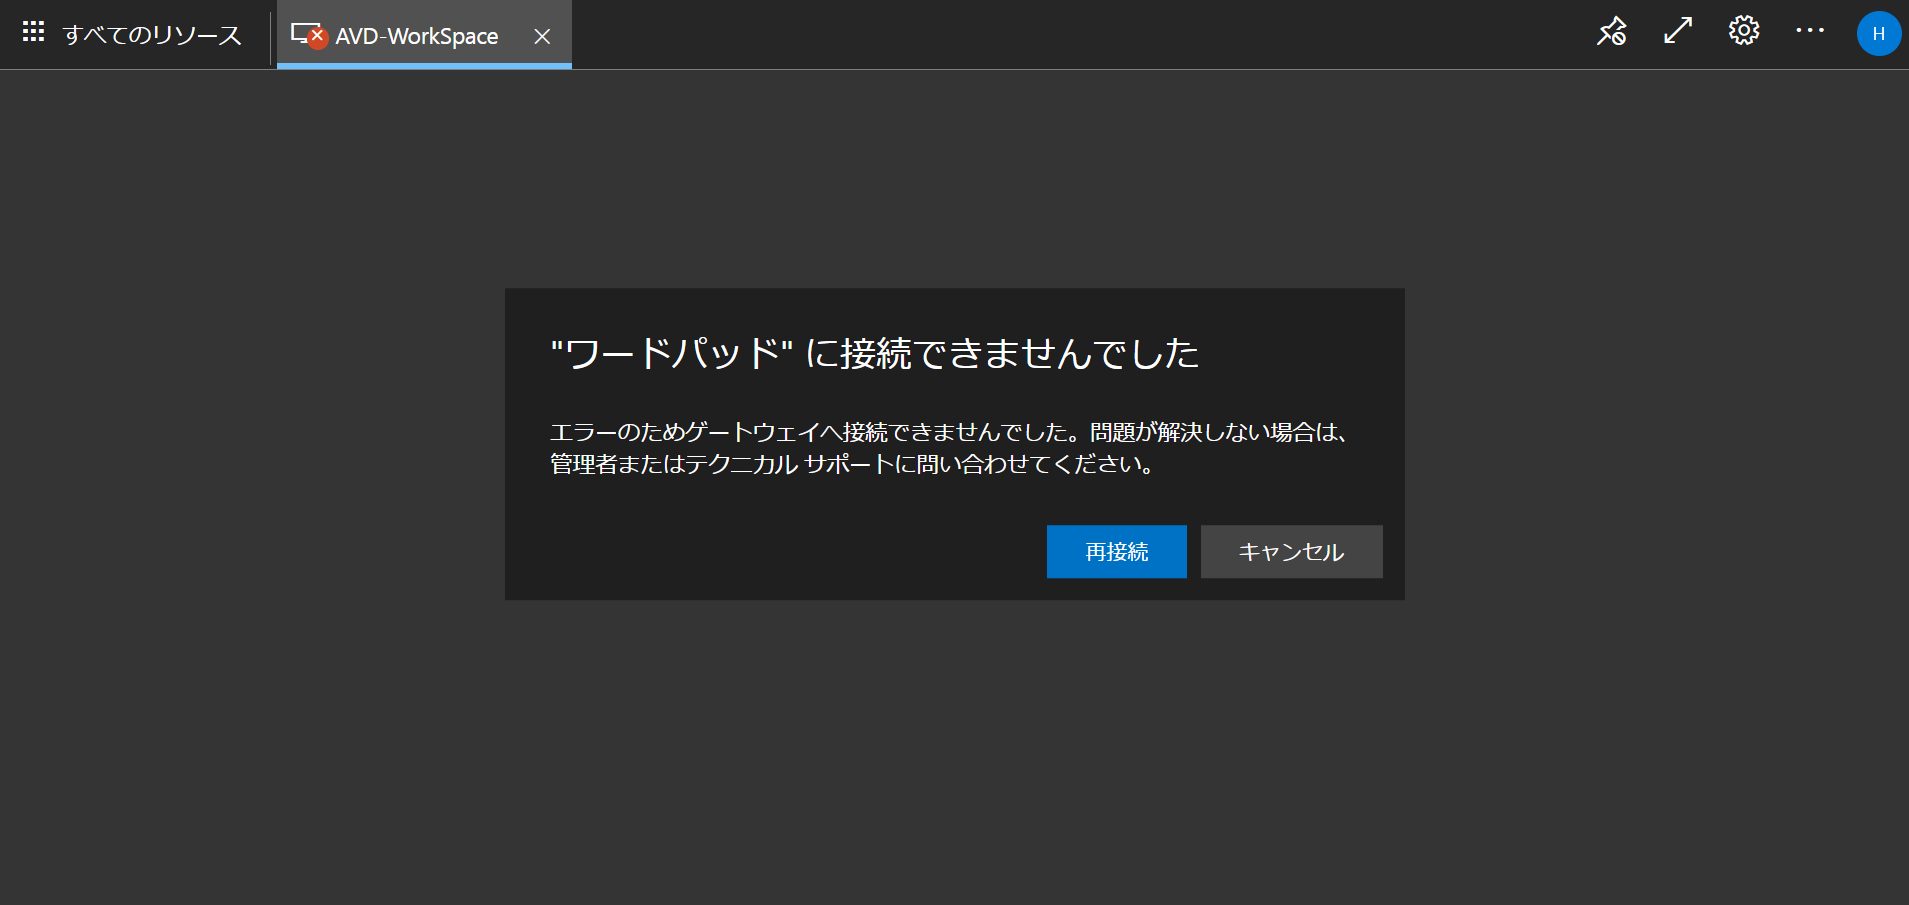 すべてのリソース
AVD-WorkSpace
H
"ワードパッド" に接続できませんでした
エラーのためゲートウェイへ接続できませんでした。問題が解決しない場合は、
管理者またはテクニカル サポートに問い合わせてください。
再接続
キャンセル